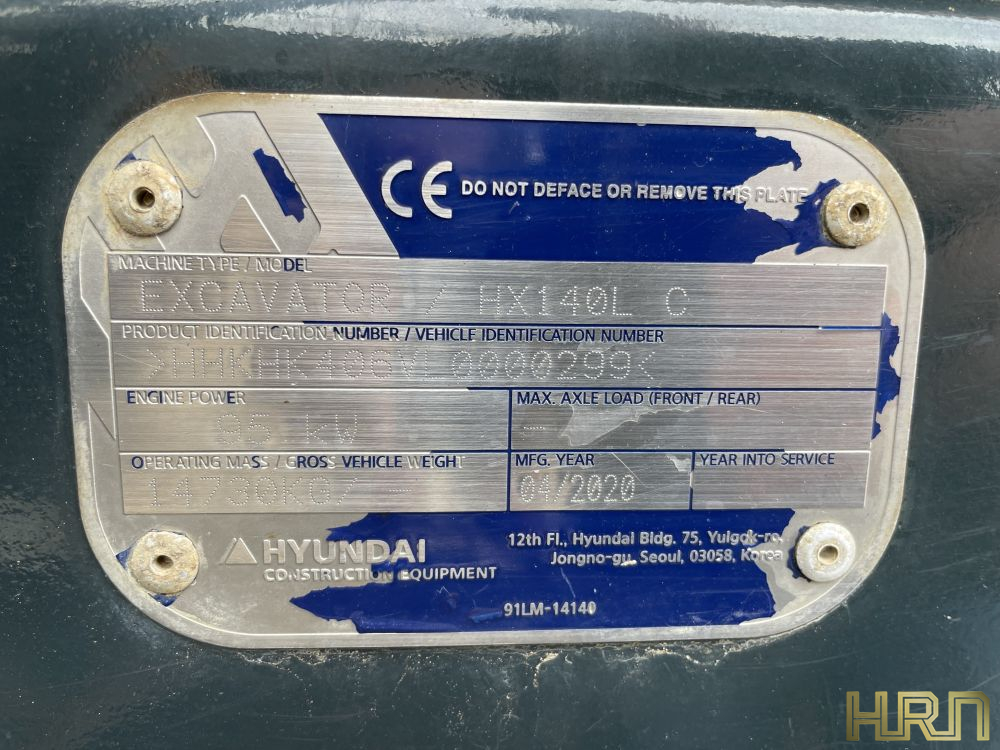 CE DO NOT DEFACE OR REMOVE THIS PLATE
MACHINE TYPE / MODEL
EXCAVATOR / HX140L C
PRODUCT IDENTIFICATION NUMBER / VEHICLE IDENTIFICATION NUMBER
>HHKHK406VL0000299<
ENGINE POWER
95 kW
MAX. AXLE LOAD (FRONT / REAR)
-
OPERATING MASS / GROSS VEHICLE WEIGHT
14730KG/ -
MFG. YEAR
04/2020
YEAR INTO SERVICE
HYUNDAI
CONSTRUCTION EQUIPMENT
12th Fl., Hyundai Bldg. 75, Yulgok-ro,
Jongno-gu, Seoul, 03058, Korea
91LM-14140
HRN